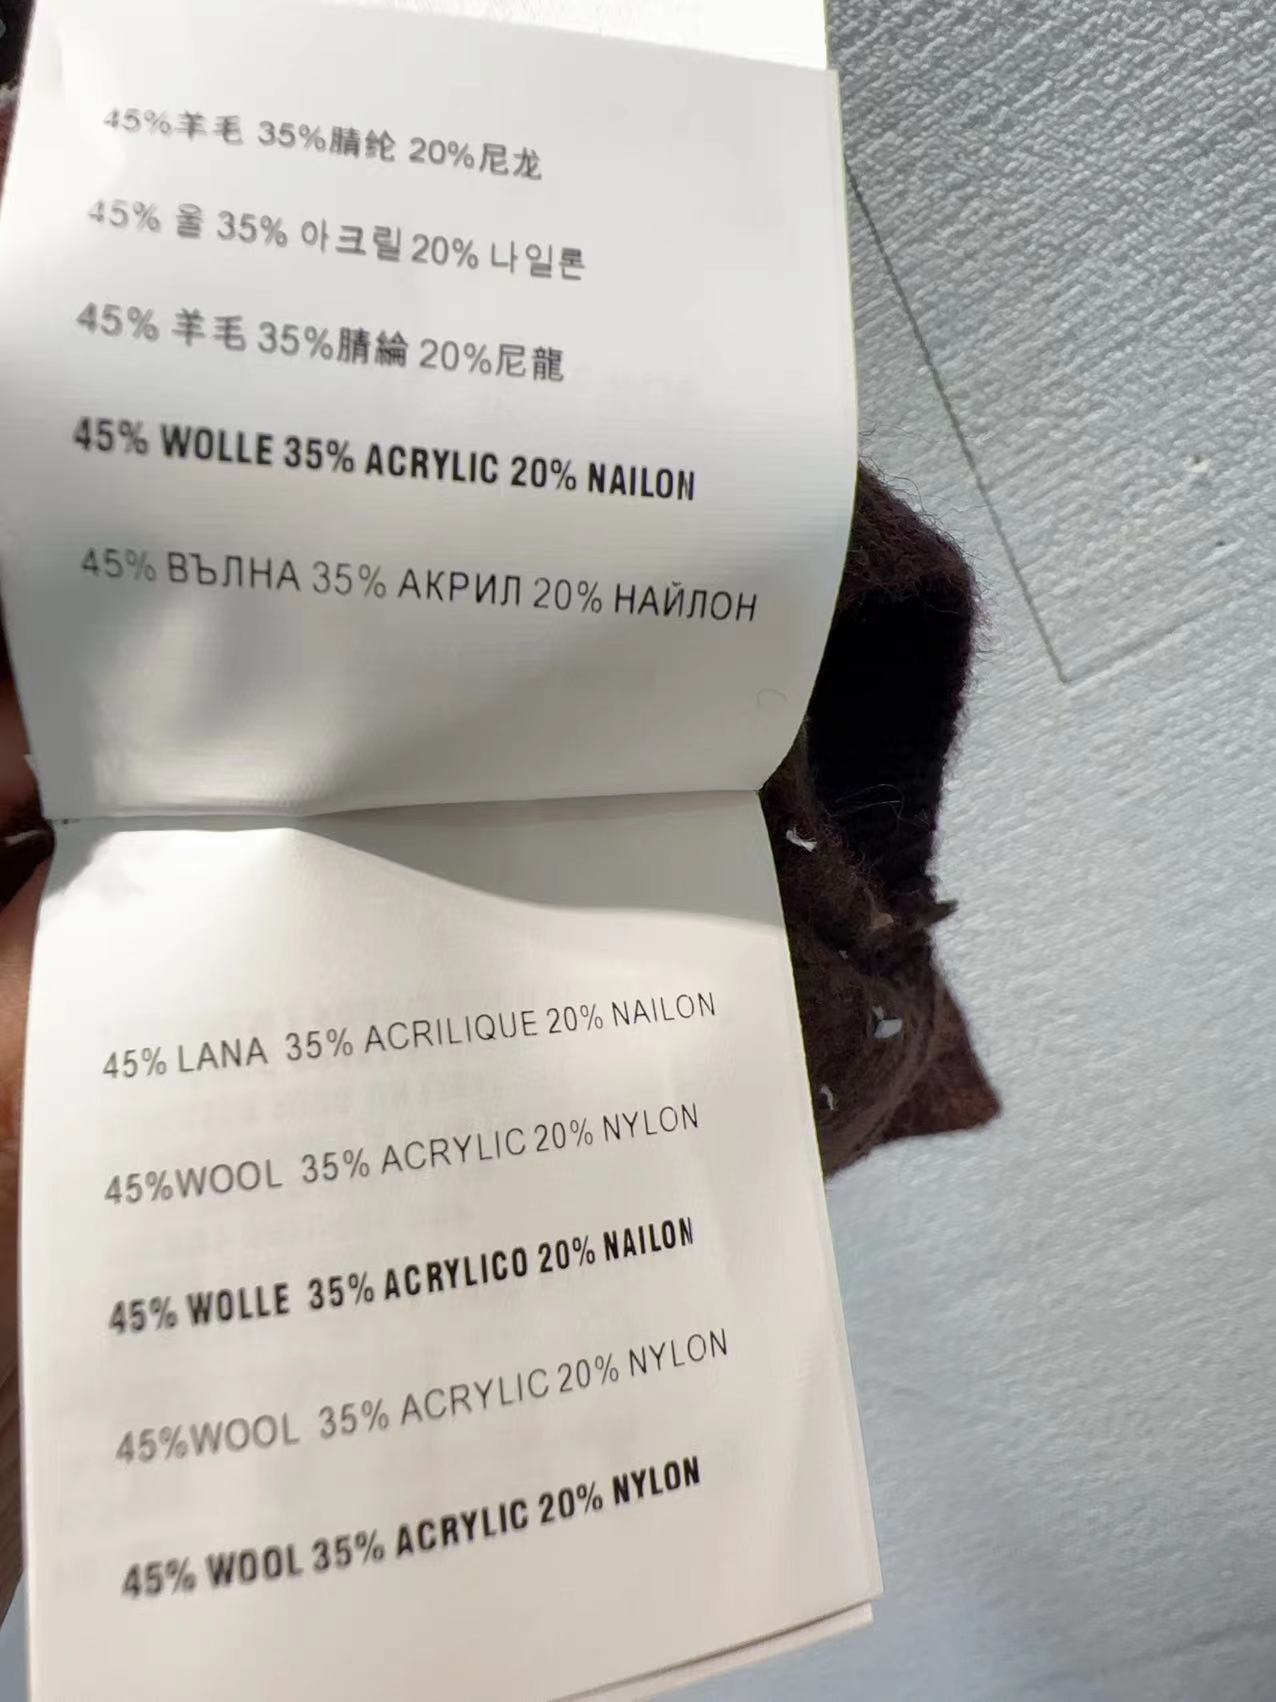 45%羊毛 35%腈纶 20%尼龙
45% 울 35% 아크릴 20% 나일론
45% 羊毛 35%腈綸 20%尼龍
45% WOLLE 35% ACRYLIC 20% NAILON
45% ВЪЛНА 35% АКРИЛ 20% НАЙЛОН
45% LANA 35% ACRILIQUE 20% NAILON
45%WOOL 35% ACRYLIC 20% NYLON
45% WOLLE 35% ACRYLICO 20% NAILON
45%WOOL 35% ACRYLIC 20% NYLON
45% WOOL 35% ACRYLIC 20% NYLON